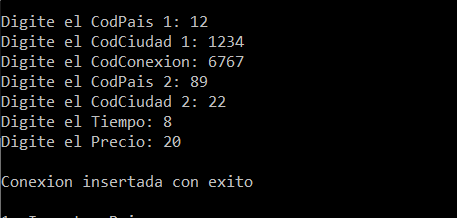 Digite el CodPais 1: 12
Digite el CodCiudad 1: 1234
Digite el CodConexion: 6767
Digite el CodPais 2: 89
Digite el CodCiudad 2: 22
Digite el Tiempo: 8
Digite el Precio: 20
Conexion insertada con exito